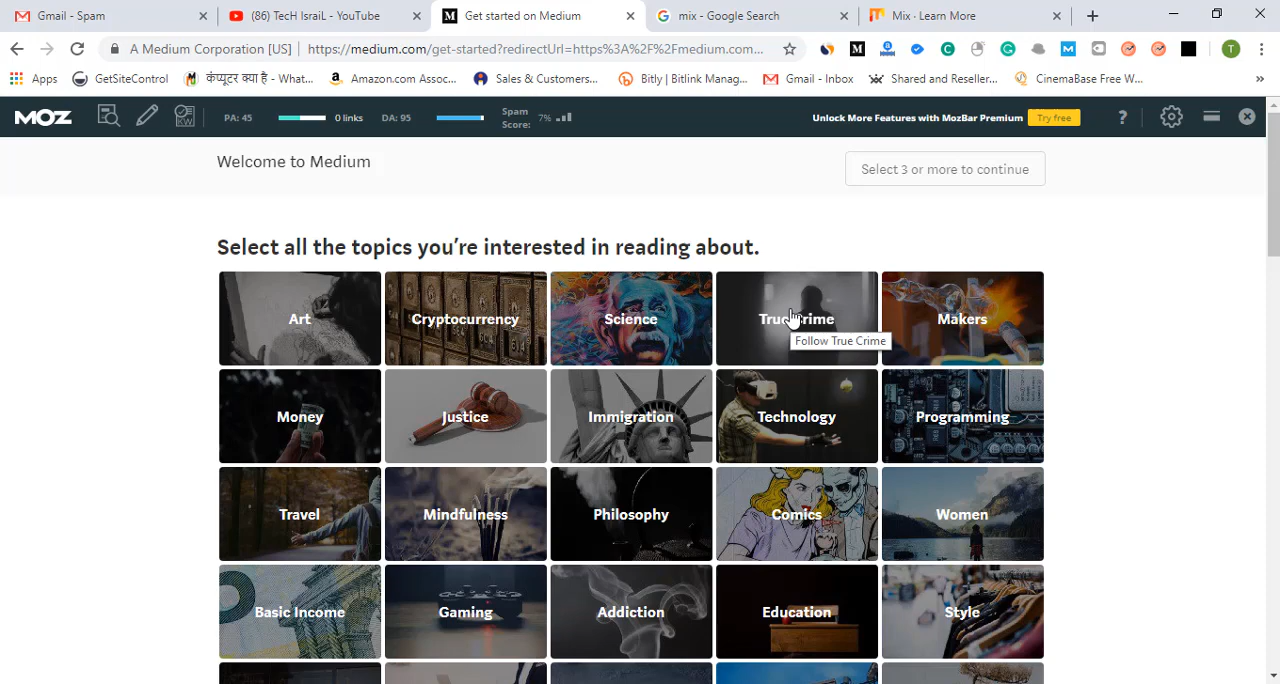 Gmail - Spam
(86) TecH IsraiL - YouTube
Get started on Medium
mix - Google Search
Mix · Learn More
A Medium Corporation [US]
https://medium.com/get-started?redirectUrl=https%3A%2F%2Fmedium.com...
T
Apps
GetSiteControl
कंप्यूटर क्या है - What...
Amazon.com Assoc...
Sales & Customers...
Bitly | Bitlink Manag...
Gmail - Inbox
Shared and Reseller...
CinemaBase Free W...
»
MOZ
PA: 45
0 links
DA: 95
Spam Score: 7%
Unlock More Features with MozBar Premium
Try free
?
Welcome to Medium
Select 3 or more to continue
Select all the topics you’re interested in reading about.
Art
Cryptocurrency
Science
True Crime
Makers
Follow True Crime
Money
Justice
Immigration
Technology
Programming
Travel
Mindfulness
Philosophy
Comics
Women
Basic Income
Gaming
Addiction
Education
Style